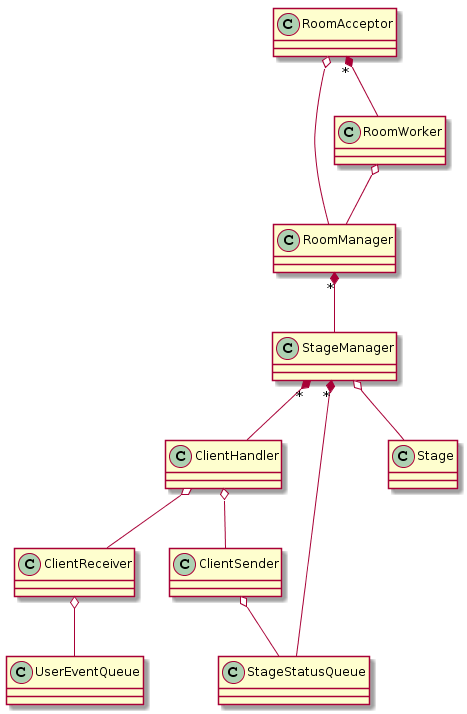 C RoomAcceptor
*
C RoomWorker
C RoomManager
*
C StageManager
* *
C ClientHandler
C Stage
C ClientReceiver
C ClientSender
C UserEventQueue
C StageStatusQueue